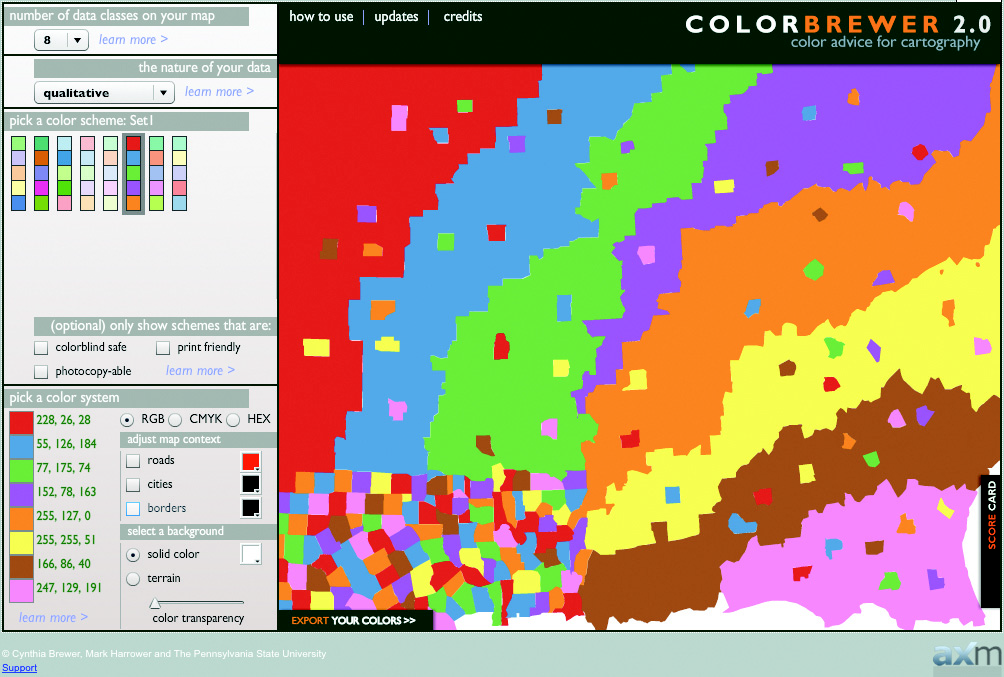 number of data classes on your map
8
learn more >
the nature of your data
qualitative
learn more >
pick a color scheme: Set1
(optional) only show schemes that are:
colorblind safe
print friendly
photocopy-able
learn more >
pick a color system
228, 26, 28
55, 126, 184
77, 175, 74
152, 78, 163
255, 127, 0
255, 255, 51
166, 86, 40
247, 129, 191
learn more >
RGB CMYK HEX
adjust map context
roads
cities
borders
select a background
solid color
terrain
color transparency
how to use | updates | credits
COLORBREWER 2.0
color advice for cartography
SCORE CARD
EXPORT YOUR COLORS >>
© Cynthia Brewer, Mark Harrower and The Pennsylvania State University
Support
axm